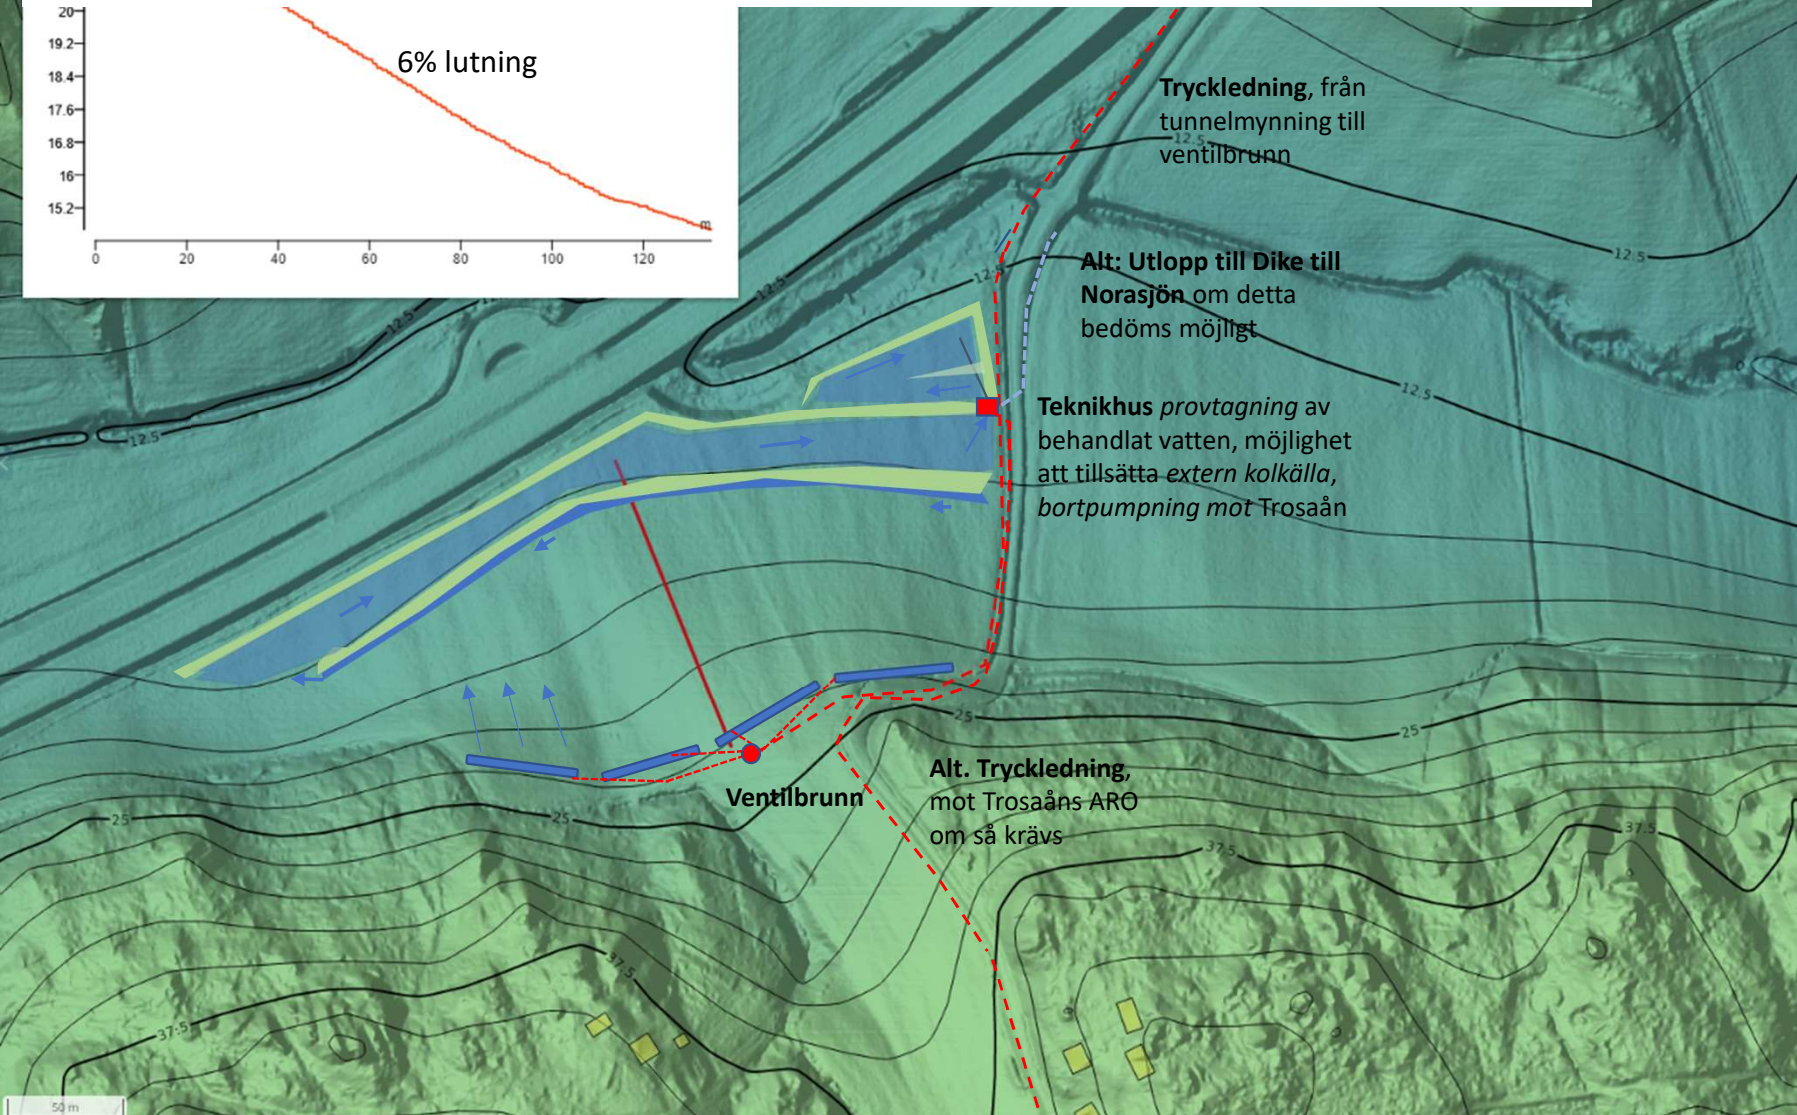 20
19.2
18.4
17.6
16.8
16
15.2
6% lutning
m
0 20 40 60 80 100 120
Tryckledning, från
tunnelmynning till
ventilbrunn
12.5
12.5
12.5
12.5
12.5
12.5
12.5
Alt: Utlopp till Dike till
Norasjön om detta
bedöms möjligt
Teknikhus provtagning av
behandlat vatten, möjlighet
att tillsätta extern kolkälla,
bortpumpning mot Trosaån
25
25
25
25
Ventilbrunn
Alt. Tryckledning,
mot Trosaåns ARO
om så krävs
37.5
37.5
37.5
37.5
50 m